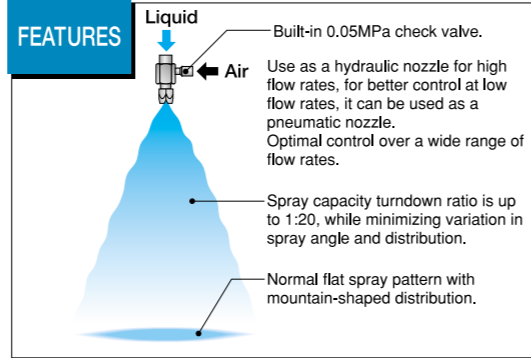 FEATURES
Liquid
Air
Built-in 0.05MPa check valve.
Use as a hydraulic nozzle for high
flow rates, for better control at low
flow rates, it can be used as a
pneumatic nozzle.
Optimal control over a wide range of
flow rates.
Spray capacity turndown ratio is up
to 1:20, while minimizing variation in
spray angle and distribution.
Normal flat spray pattern with
mountain-shaped distribution.